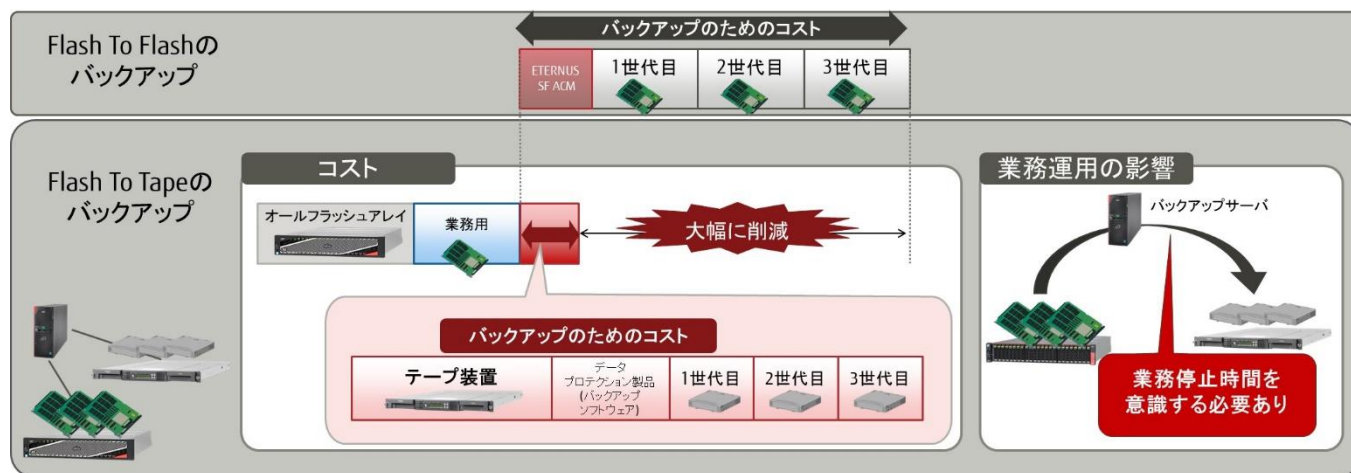 Flash To Flashの
バックアップ
バックアップのためのコスト
ETERNUS
SF ACM
1世代目
2世代目
3世代目
Flash To Tapeの
バックアップ
コスト
オールフラッシュアレイ
業務用
大幅に削減
バックアップのためのコスト
テープ装置
データ
プロテクション製品
(バックアップ
ソフトウェア)
1世代目
2世代目
3世代目
業務運用の影響
バックアップサーバ
業務停止時間を
意識する必要あり